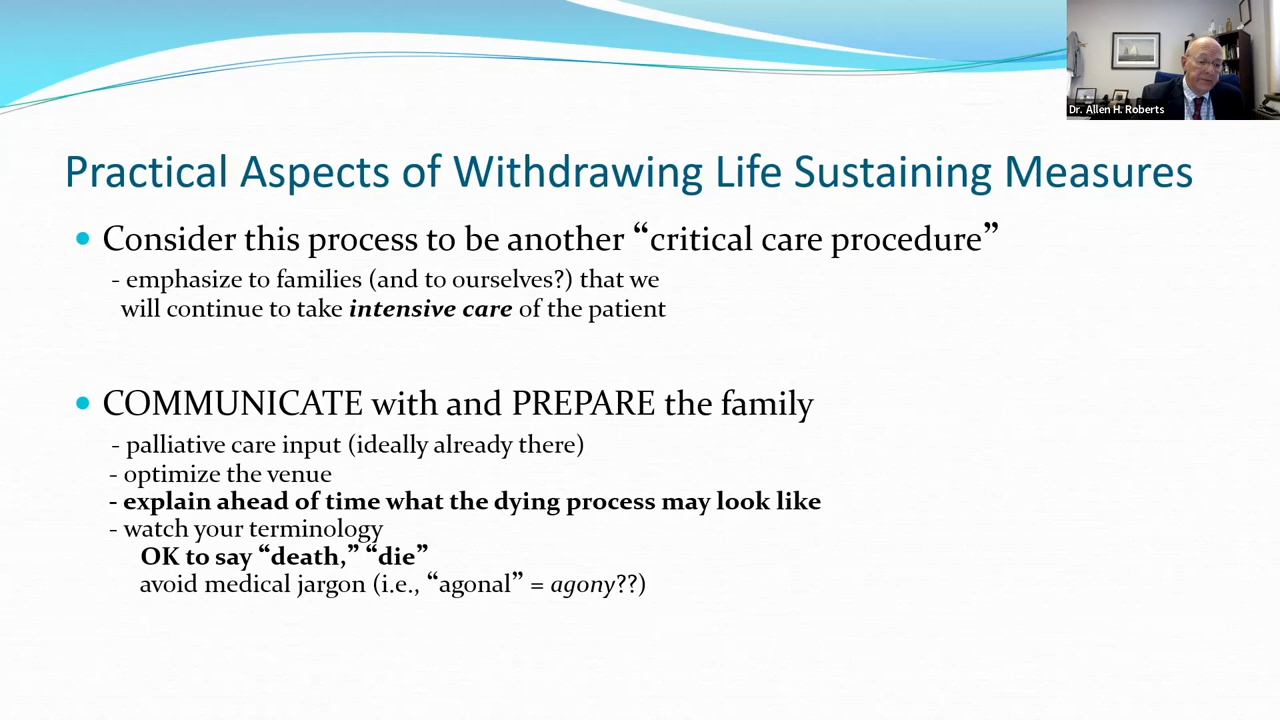 Dr. Allen H. Roberts
Practical Aspects of Withdrawing Life Sustaining Measures
• Consider this process to be another “critical care procedure”
- emphasize to families (and to ourselves?) that we
will continue to take intensive care of the patient
• COMMUNICATE with and PREPARE the family
- palliative care input (ideally already there)
- optimize the venue
- explain ahead of time what the dying process may look like
- watch your terminology
OK to say “death,” “die”
avoid medical jargon (i.e., “agonal” = agony??)